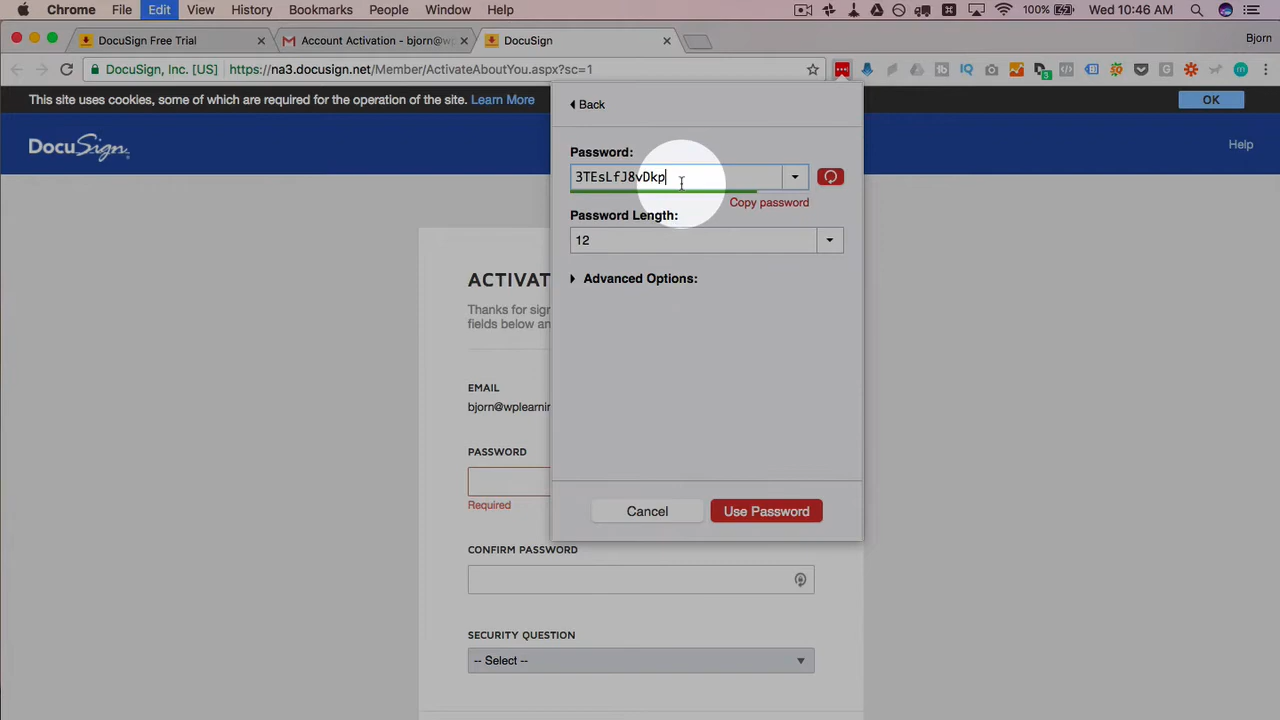 Chrome File Edit View History Bookmarks People Window Help 100% Wed 10:46 AM
DocuSign Free Trial Account Activation - bjorn@w DocuSign Bjorn
DocuSign, Inc. [US] https://na3.docusign.net/Member/ActivateAboutYou.aspx?sc=1
This site uses cookies, some of which are required for the operation of the site. Learn More OK
DocuSign Help
Back
Password:
3TEsLfJ8vDkp
Copy password
Password Length:
12
Advanced Options:
Cancel Use Password
ACTIVAT
Thanks for sign
fields below an
EMAIL
bjorn@wplearnin
PASSWORD
Required
CONFIRM PASSWORD
SECURITY QUESTION
-- Select --